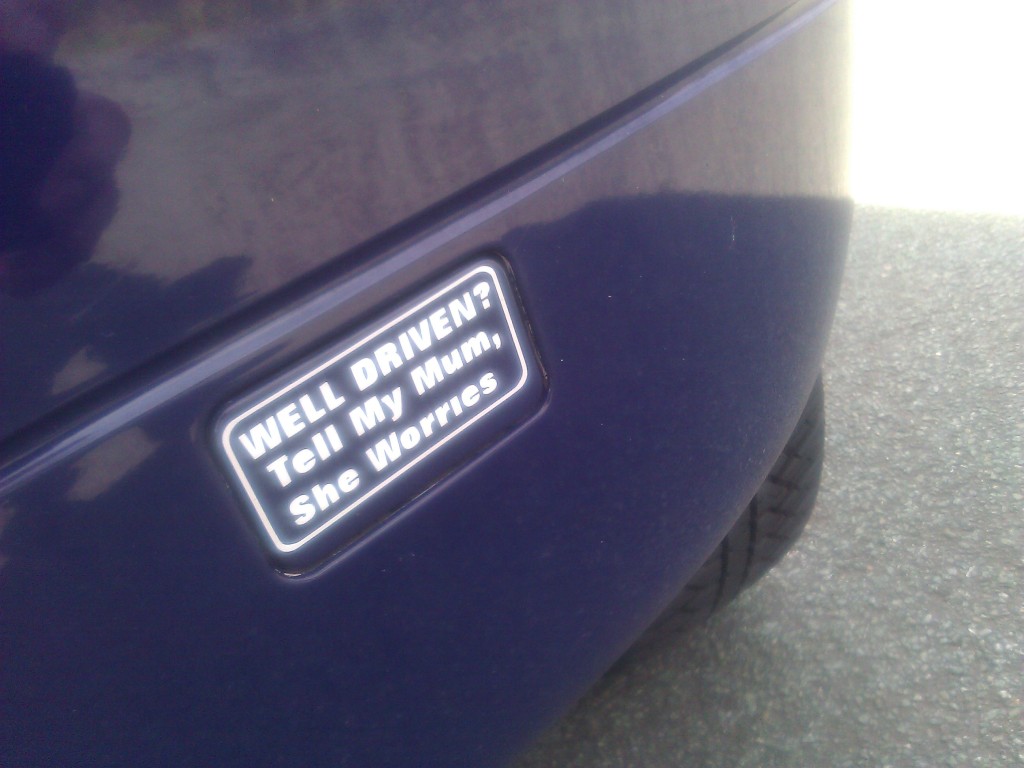 WELL DRIVEN?
Tell My Mum,
She Worries